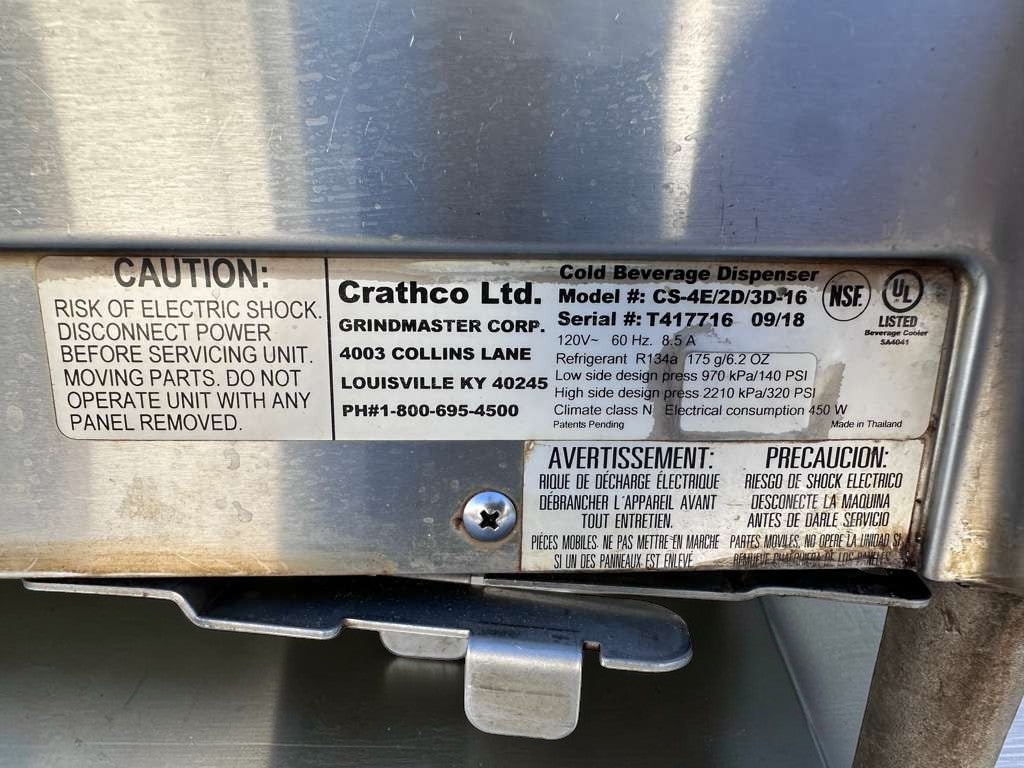 CAUTION:
RISK OF ELECTRIC SHOCK.
DISCONNECT POWER
BEFORE SERVICING UNIT.
MOVING PARTS. DO NOT
OPERATE UNIT WITH ANY
PANEL REMOVED.
Crathco Ltd.
GRINDMASTER CORP.
4003 COLLINS LANE
LOUISVILLE KY 40245
PH#1-800-695-4500
Cold Beverage Dispenser
Model #: CS-4E/2D/3D-16
Serial #: T417716 09/18
120V~ 60 Hz. 8.5 A
Refrigerant R134a 175 g/6.2 OZ
Low side design press 970 kPa/140 PSI
High side design press 2210 kPa/320 PSI
Climate class N Electrical consumption 450 W
Patents Pending
Made in Thailand
NSF
UL
LISTED
Beverage Cooler
SA4041
AVERTISSEMENT:
RIQUE DE DÉCHARGE ÉLECTRIQUE
DÉBRANCHER L'APPAREIL AVANT
TOUT ENTRETIEN.
PIÈCES MOBILES. NE PAS METTRE EN MARCHE
SI UN DES PANNEAUX EST ENLEVÉ
PRECAUCION:
RIESGO DE SHOCK ELECTRICO
DESCONECTE LA MAQUINA
ANTES DE DARLE SERVICIO
PARTES MOVILES, NO OPERE LA UNIDAD SI
REMUEVE CUALQUIERA DE LOS PANELES